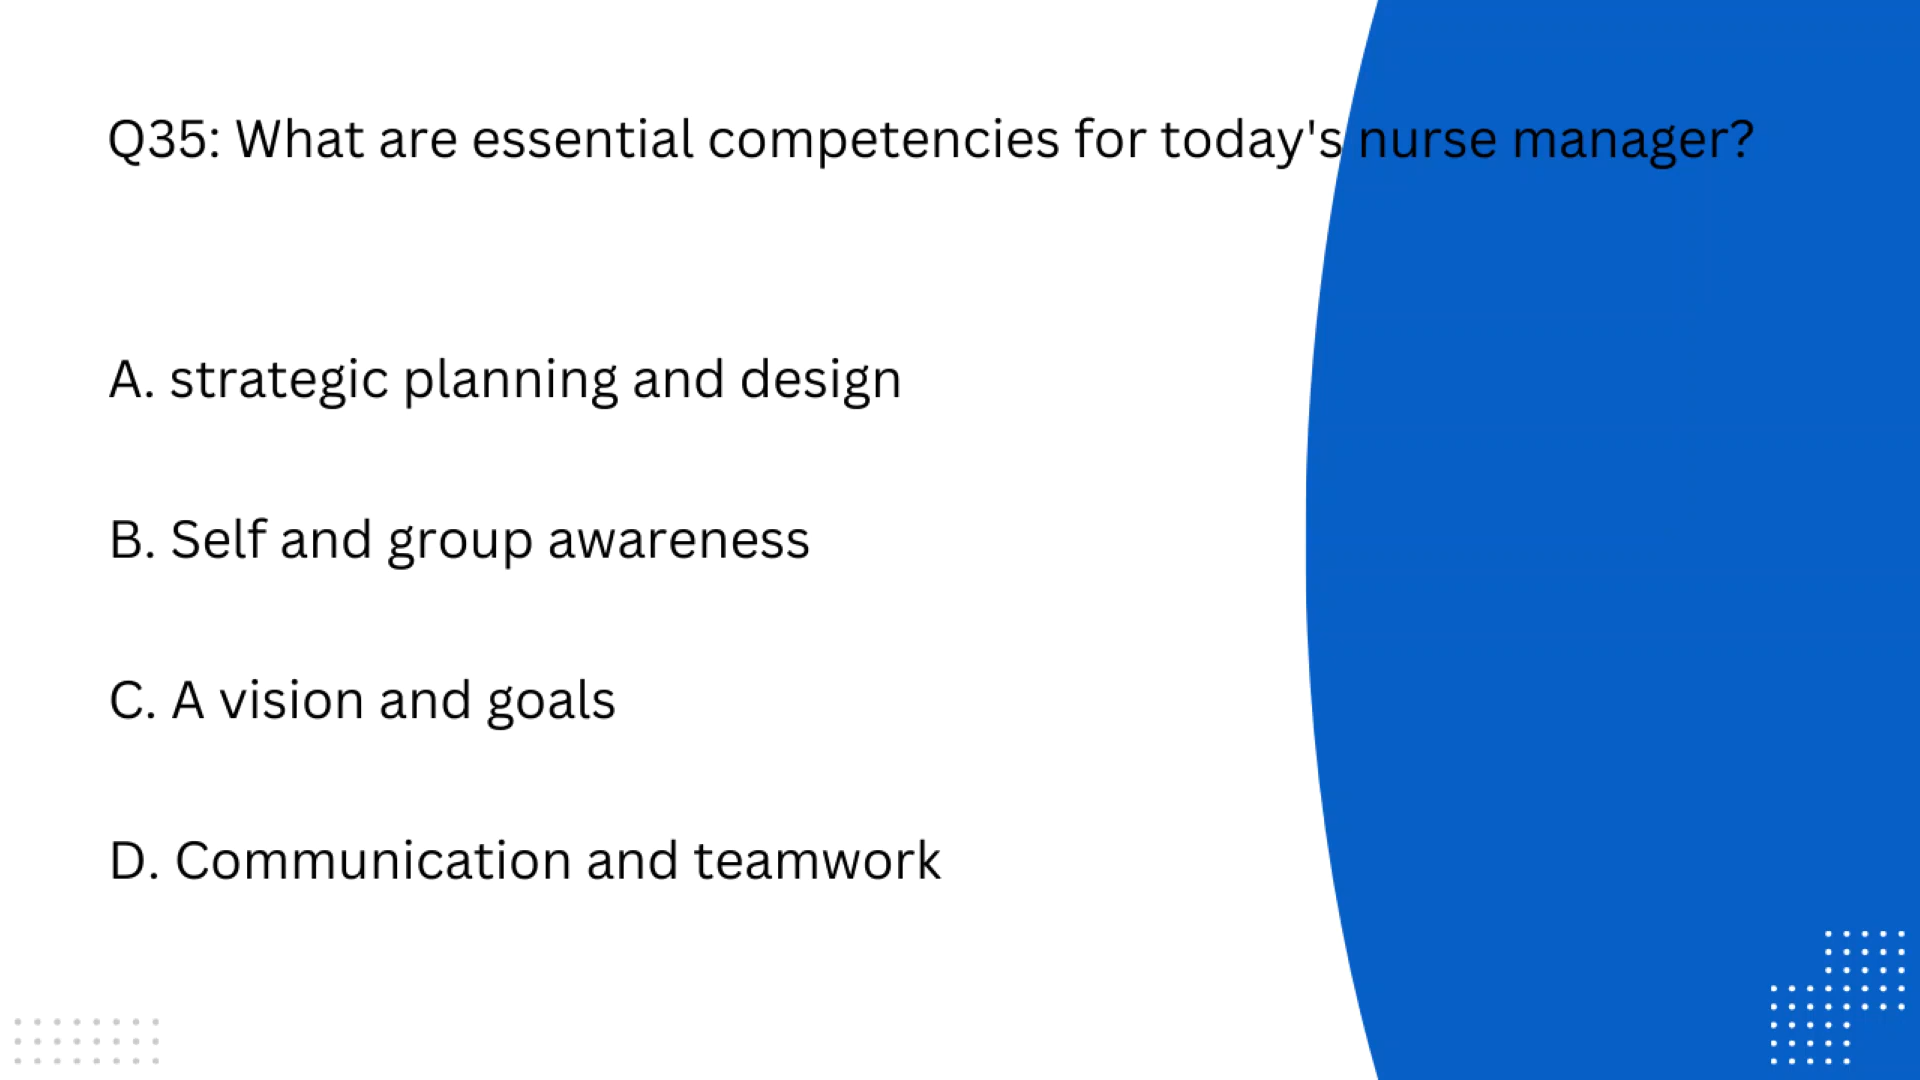 Q35: What are essential competencies for today's nurse manager?
A. strategic planning and design
B. Self and group awareness
C. A vision and goals
D. Communication and teamwork